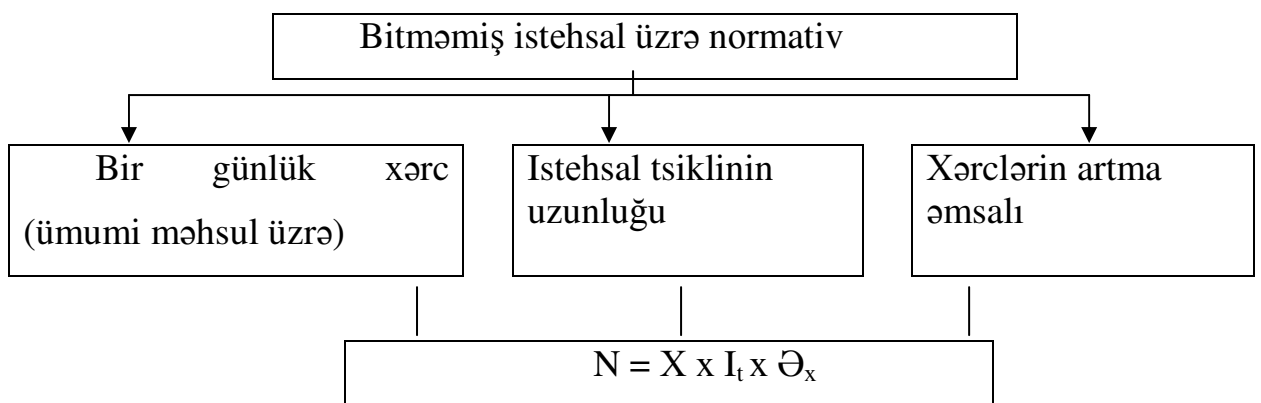 Bitməmiş istehsal üzrə normativ
Bir günlük xərc
(ümumi məhsul üzrə)
Istehsal tsiklinin
uzunluğu
Xərclərin artma
əmsalı
N = X x Iₜ x Əₓ